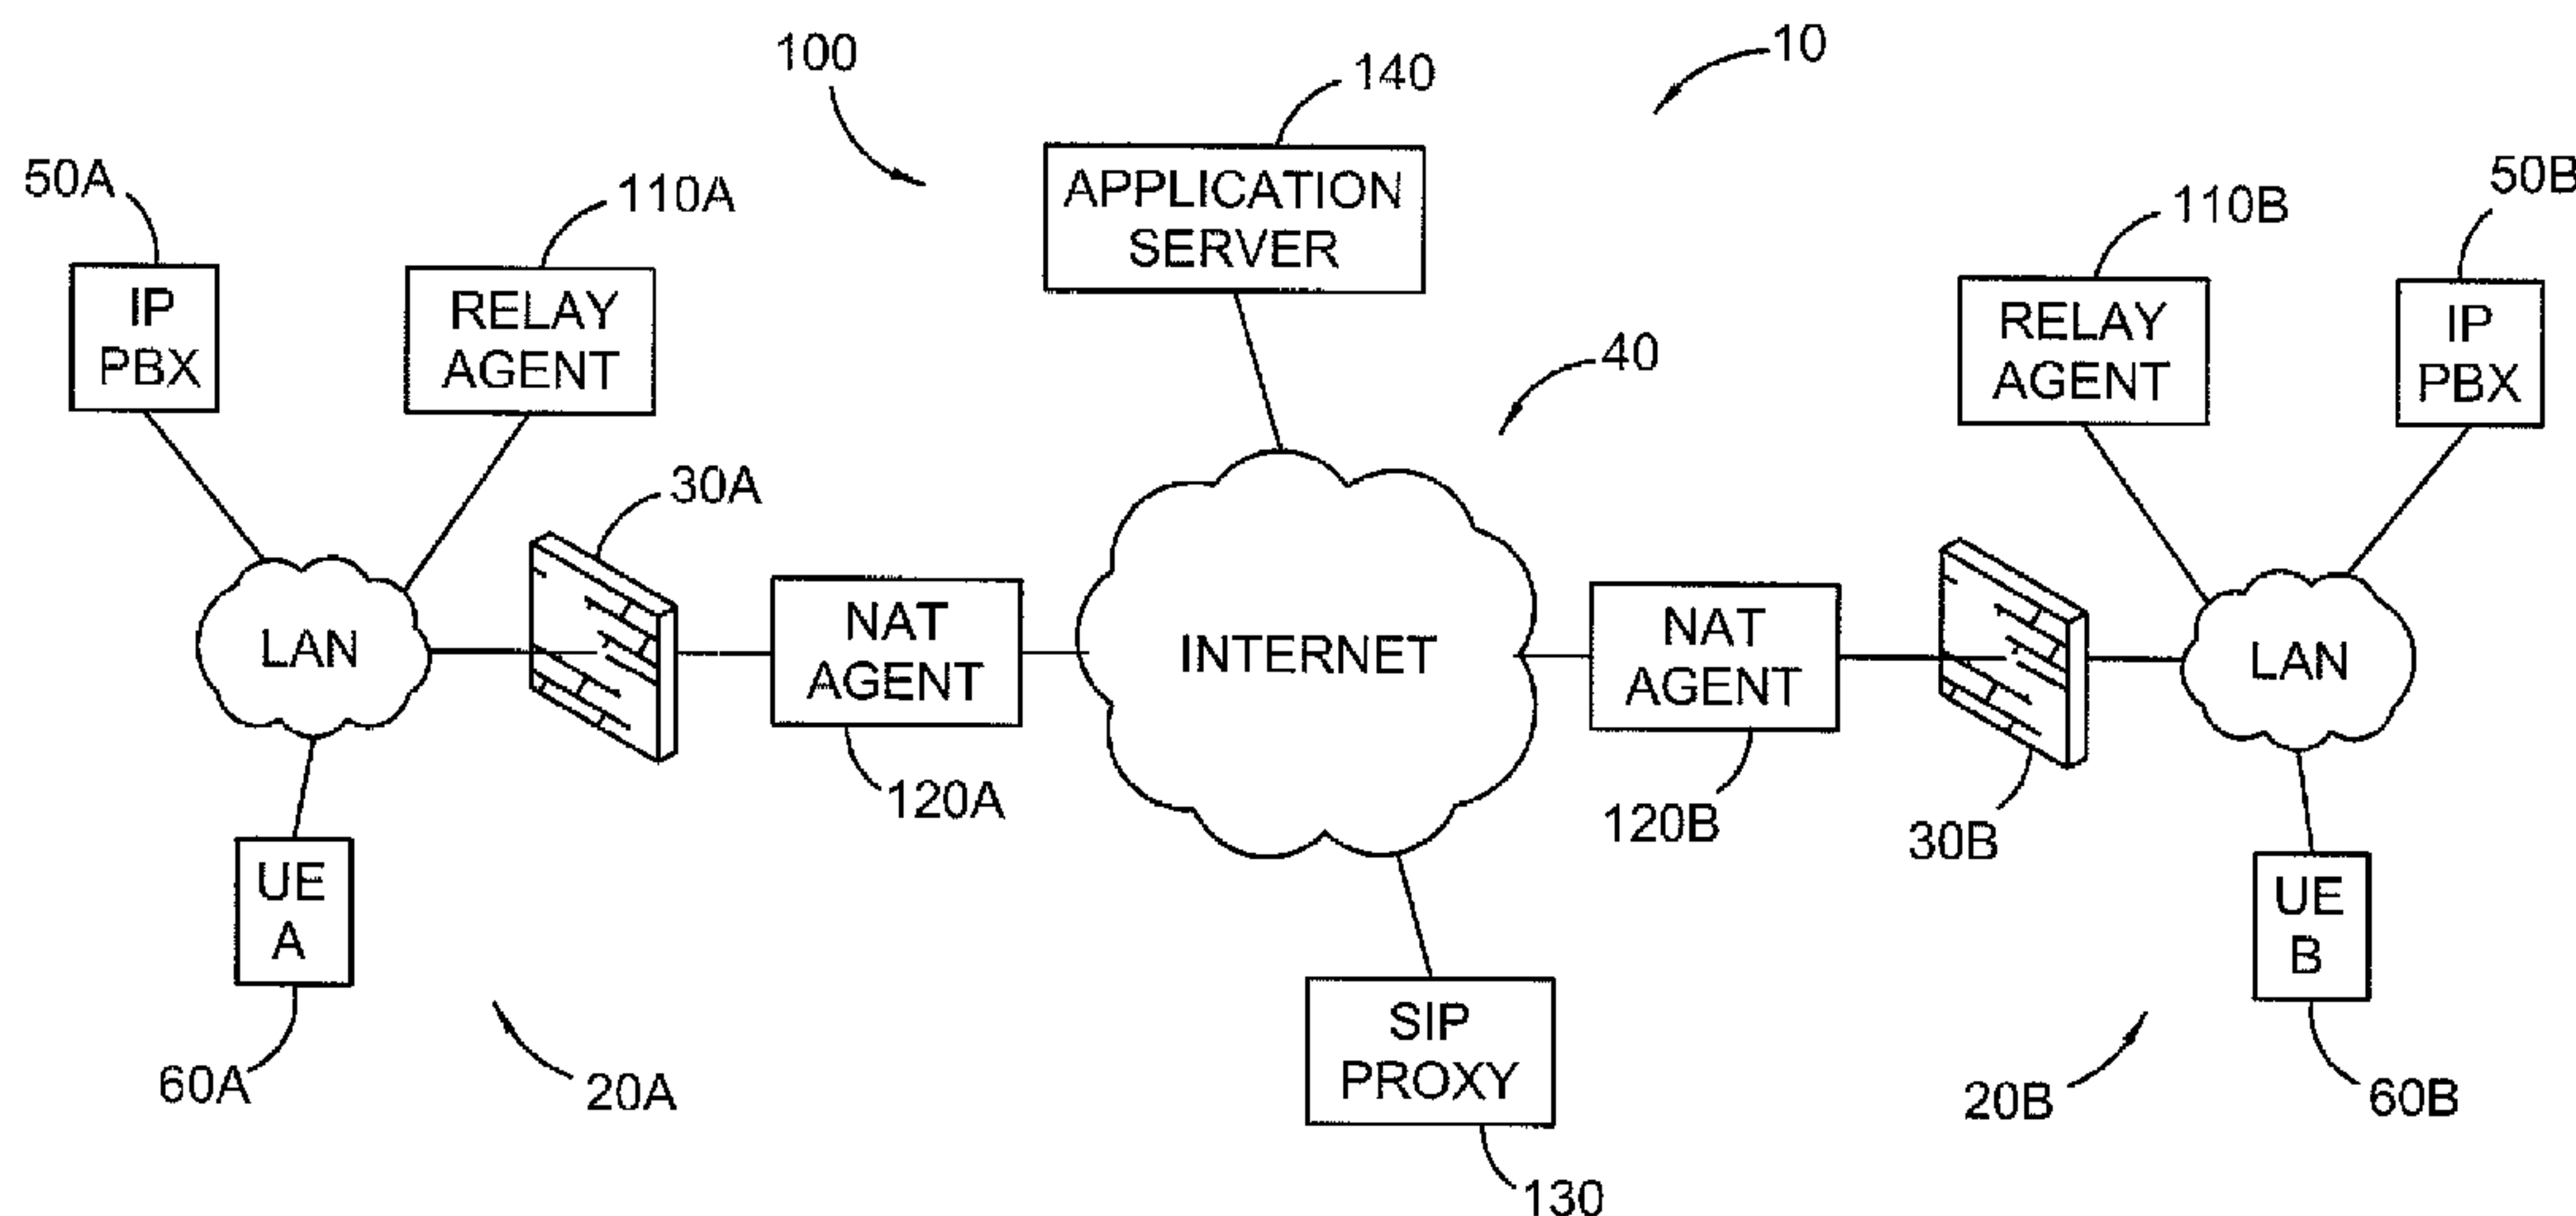 100
10
140
50A
110A
APPLICATION
SERVER
110B
50B
IP
PBX
RELAY
AGENT
40
RELAY
AGENT
IP
PBX
30A
LAN
NAT
AGENT
INTERNET
NAT
AGENT
LAN
120A
120B
30B
UE
A
UE
B
SIP
PROXY
60A
20A
20B
60B
130